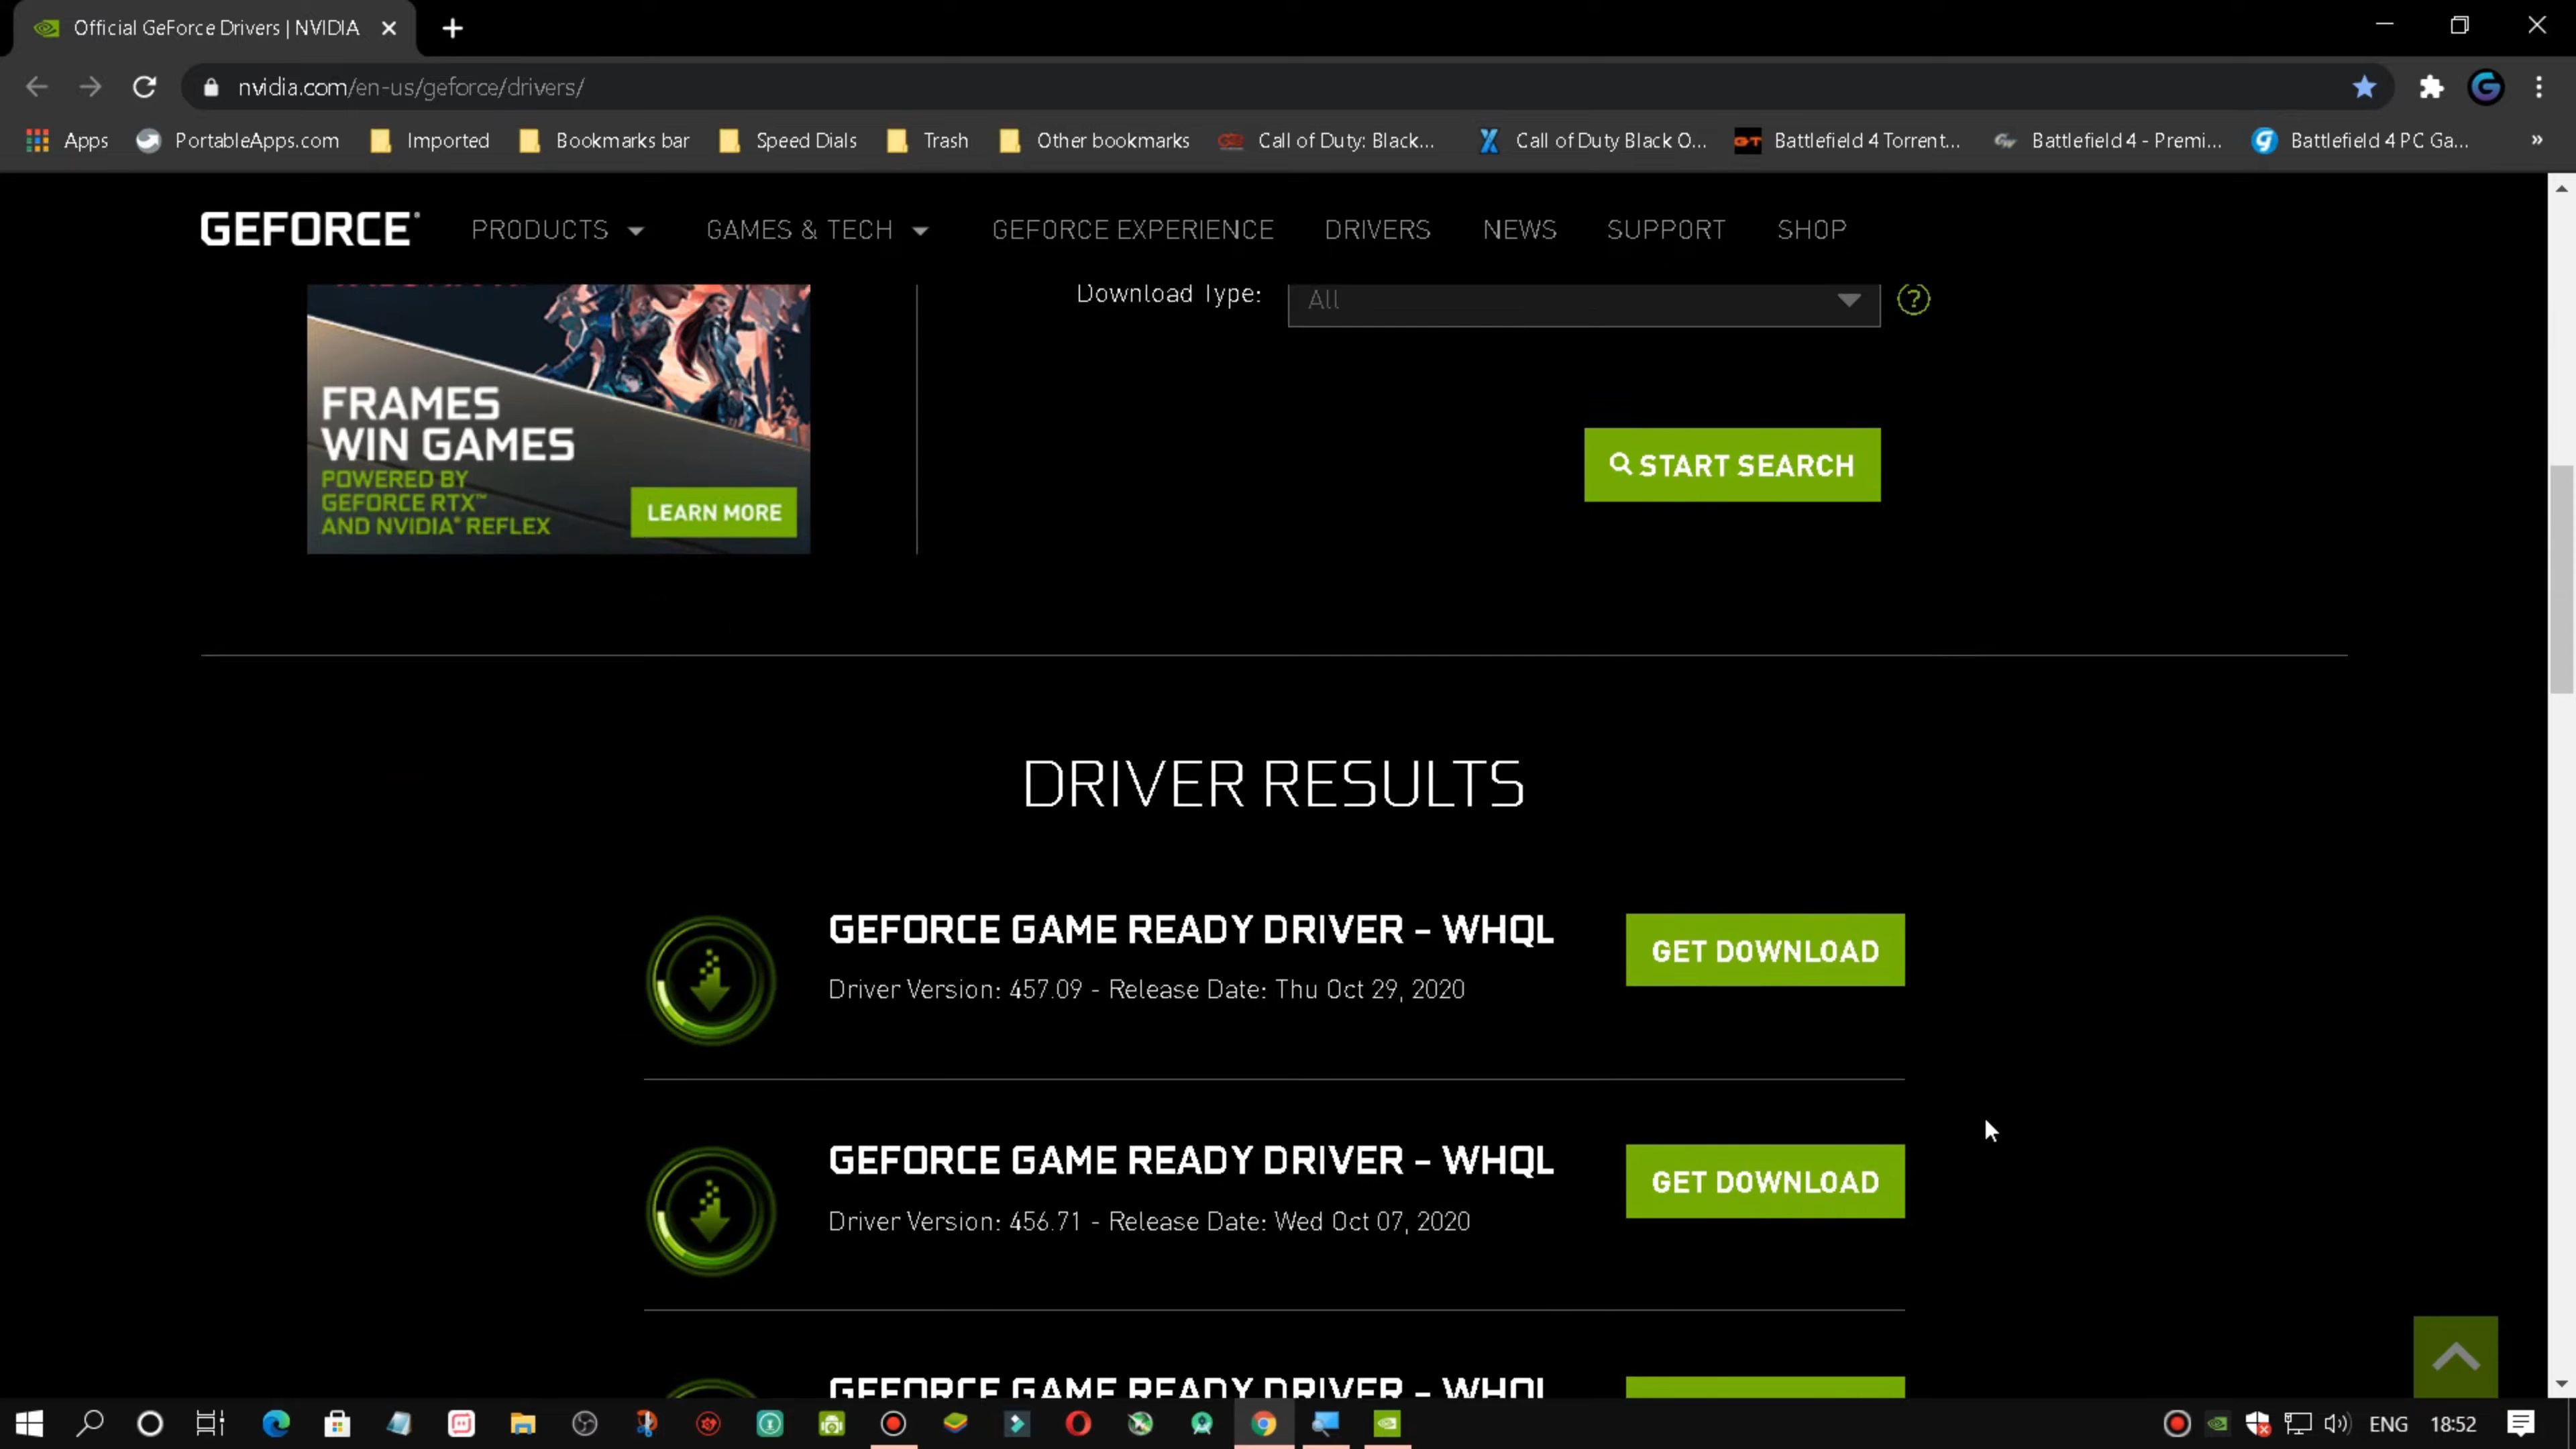 Official GeForce Drivers | NVIDIA
nvidia.com/en-us/geforce/drivers/
Apps PortableApps.com Imported Bookmarks bar Speed Dials Trash Other bookmarks Call of Duty: Black... Call of Duty Black O... Battlefield 4 Torrent... Battlefield 4 - Premi... Battlefield 4 PC Ga... »
GEFORCE PRODUCTS GAMES & TECH GEFORCE EXPERIENCE DRIVERS NEWS SUPPORT SHOP
Download Type: All ?
FRAMES
WIN GAMES
POWERED BY
GEFORCE RTX™
AND NVIDIA® REFLEX
LEARN MORE
START SEARCH
DRIVER RESULTS
GEFORCE GAME READY DRIVER - WHQL
Driver Version: 457.09 - Release Date: Thu Oct 29, 2020
GET DOWNLOAD
GEFORCE GAME READY DRIVER - WHQL
Driver Version: 456.71 - Release Date: Wed Oct 07, 2020
GET DOWNLOAD
GEFORCE GAME READY DRIVER - WHQL
ENG 18:52